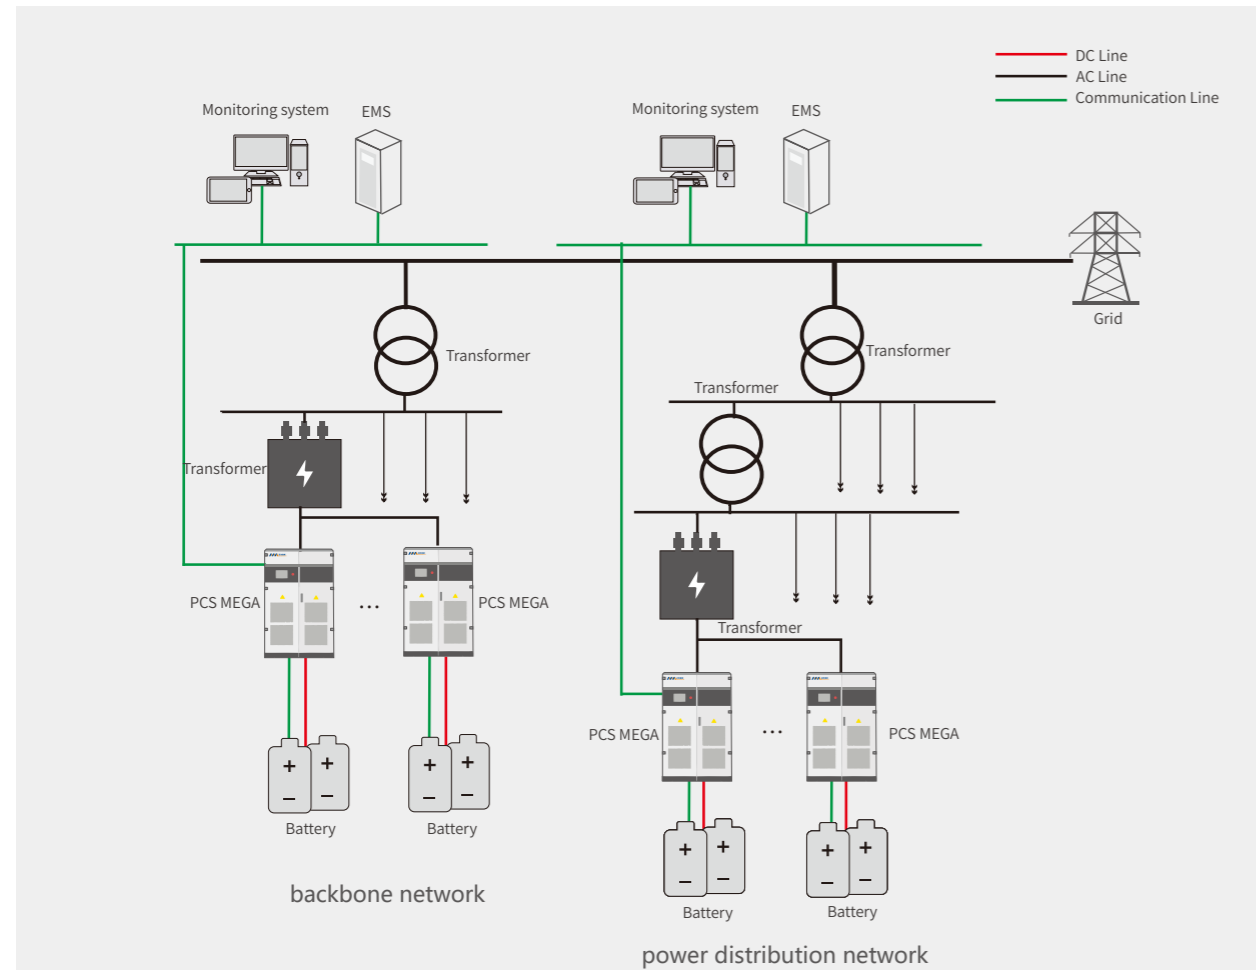 DC Line
AC Line
Communication Line
Monitoring system
EMS
Monitoring system
EMS
Grid
Transformer
Transformer
Transformer
Transformer
PCS MEGA
...
PCS MEGA
Transformer
PCS MEGA
...
PCS MEGA
+
+
+
+
−
−
−
−
Battery
Battery
+
+
+
+
−
−
−
−
Battery
Battery
backbone network
power distribution network